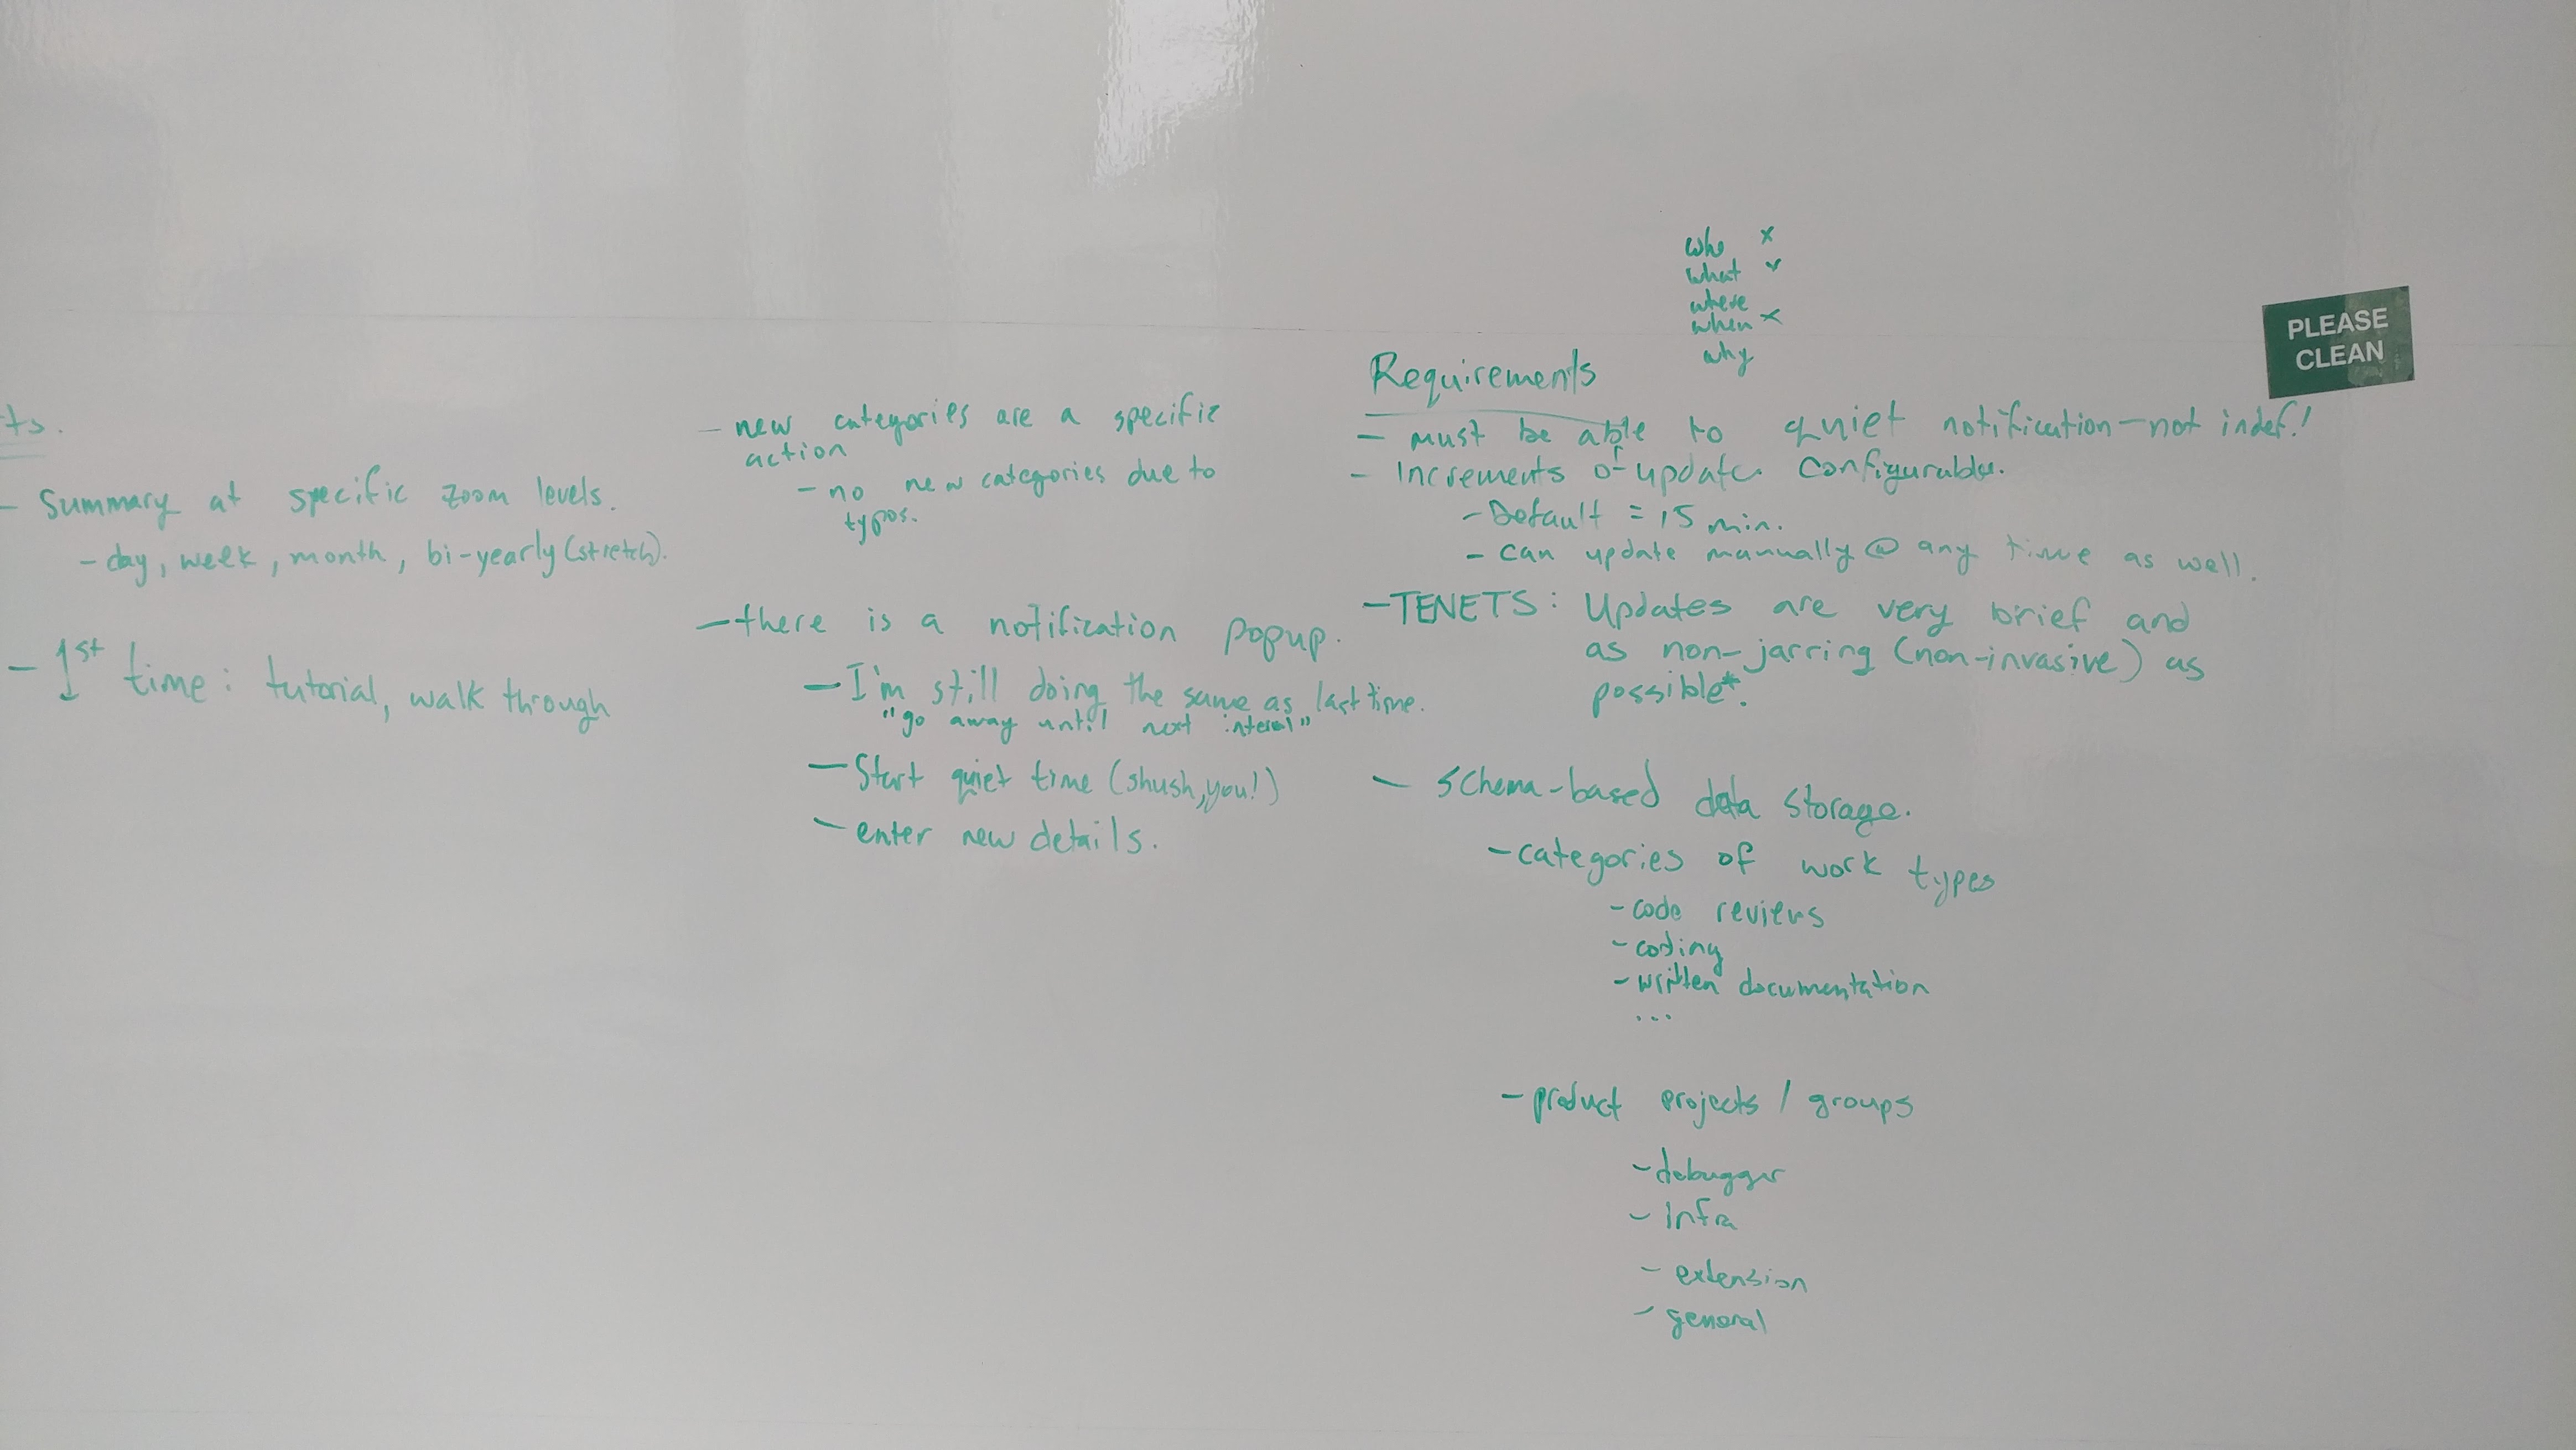 ts.
- Summary at specific zoom levels.
- day, week, month, bi-yearly (stretch).
- 1st time: tutorial, walk through
- new categories are a specific
action
- no new categories due to
typos.
- there is a notification popup.
- I'm still doing the same as last time.
"go away until next interal"
- Start quiet time (shush, you!)
- enter new details.
who x
what ✓
where
when x
why
Requirements
- must be able to quiet notification - not indef!
- Increments of update. Configurable.
- Default = 15 min.
- can update manually @ any time as well.
- TENETS: Updates are very brief and
as non-jarring (non-invasive) as
possible*.
- Schema-based data storage.
- categories of work types
- code reviews
- coding
- written documentation
...
- product projects / groups
- debugger
- infra
- extension
- general
PLEASE
CLEAN